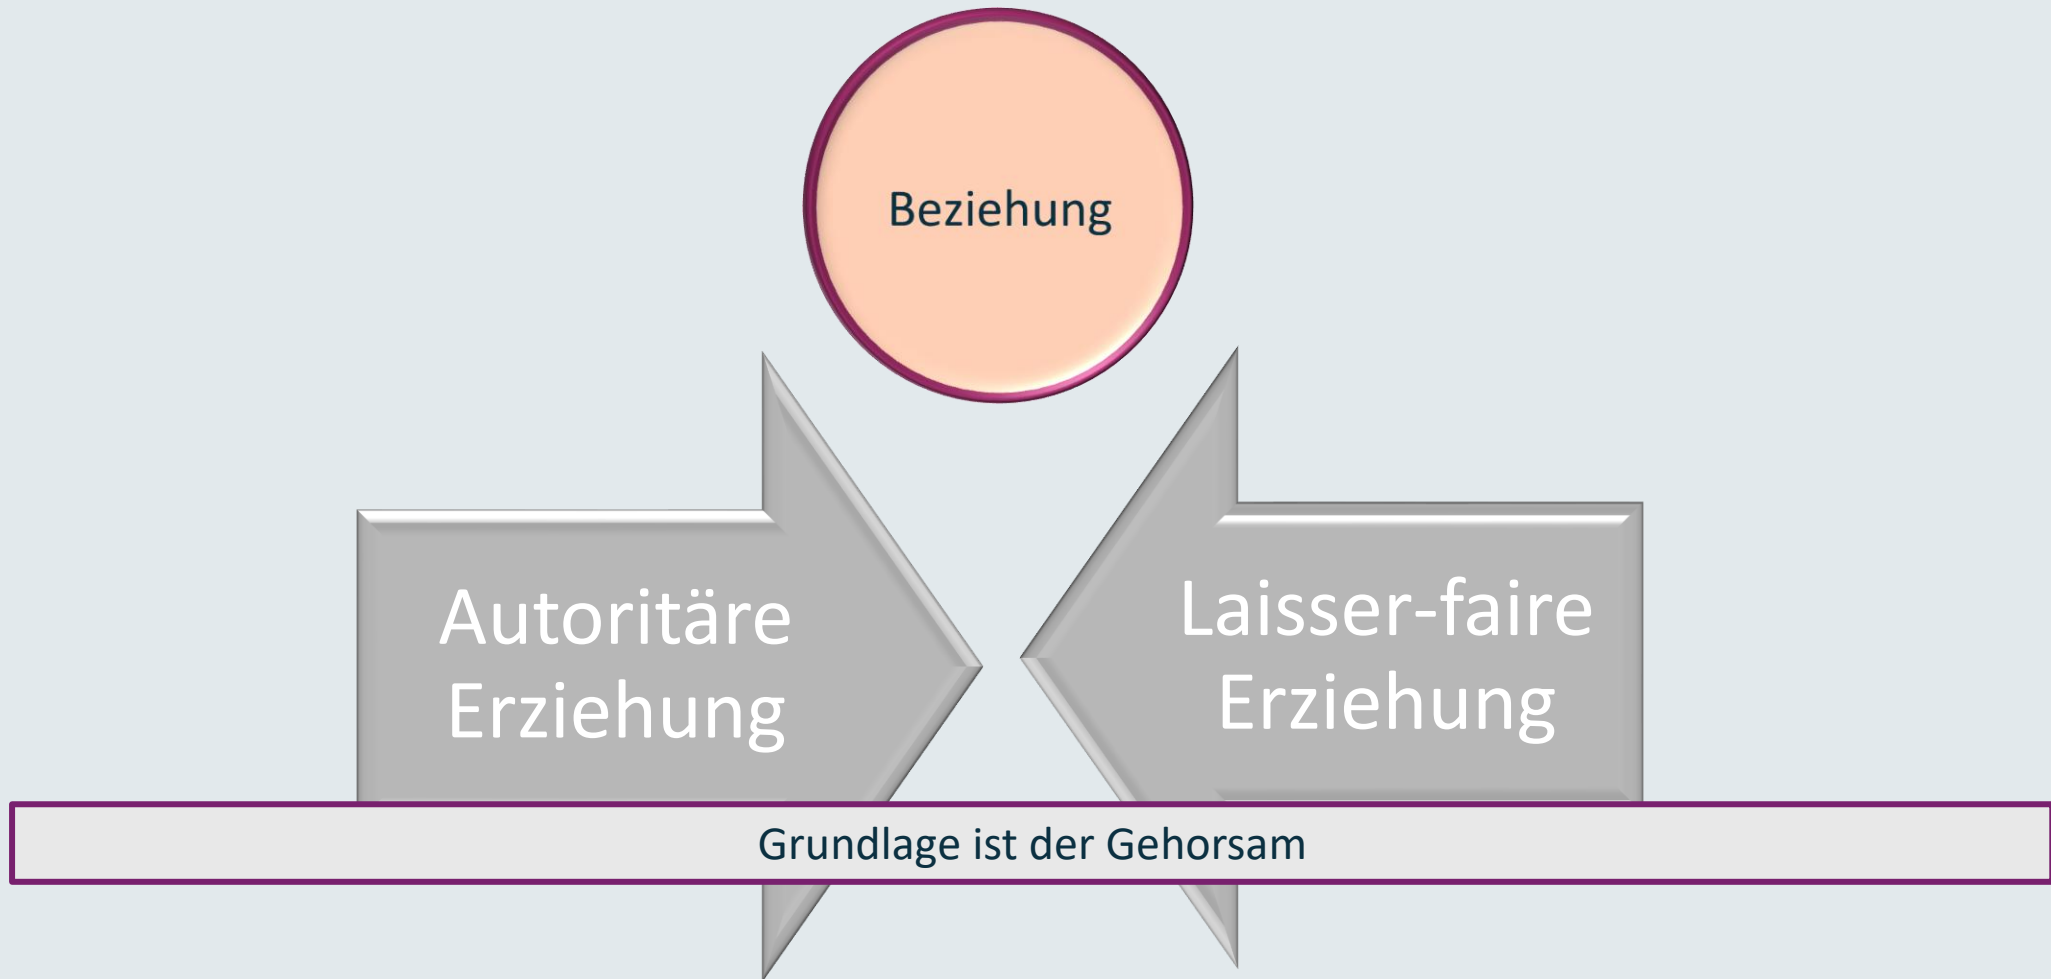 Beziehung
Autoritäre
Erziehung
Laisser-faire
Erziehung
Grundlage ist der Gehorsam